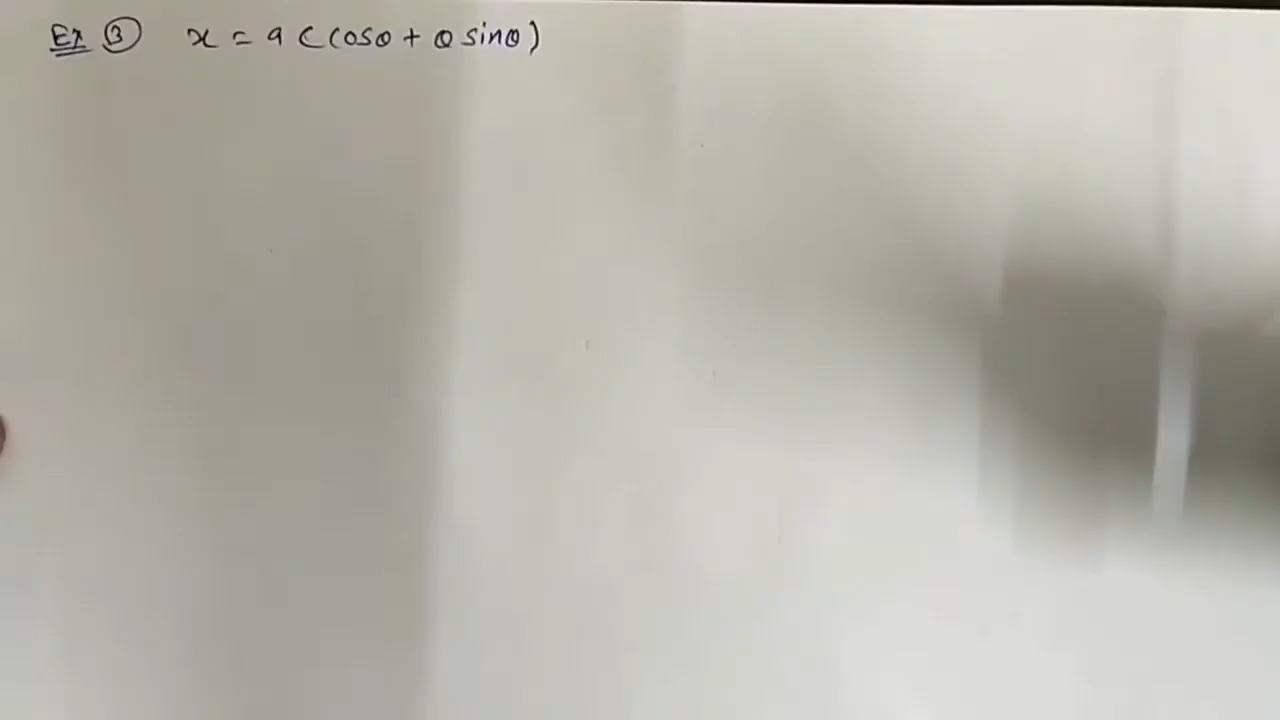 Ex ③ x = a (cosθ + θ sinθ)